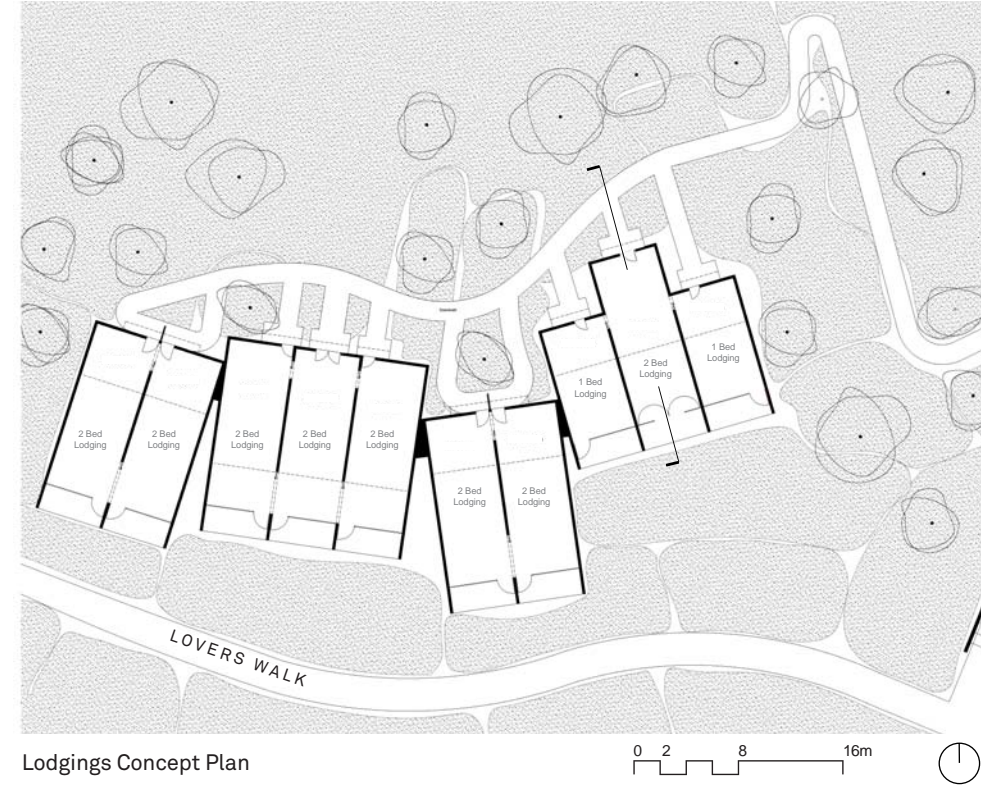 1 Bed
Lodging
2 Bed
Lodging
1 Bed
Lodging
2 Bed
Lodging
2 Bed
Lodging
2 Bed
Lodging
2 Bed
Lodging
2 Bed
Lodging
2 Bed
Lodging
2 Bed
Lodging
LOVERS WALK
Lodgings Concept Plan
0 2 8 16m